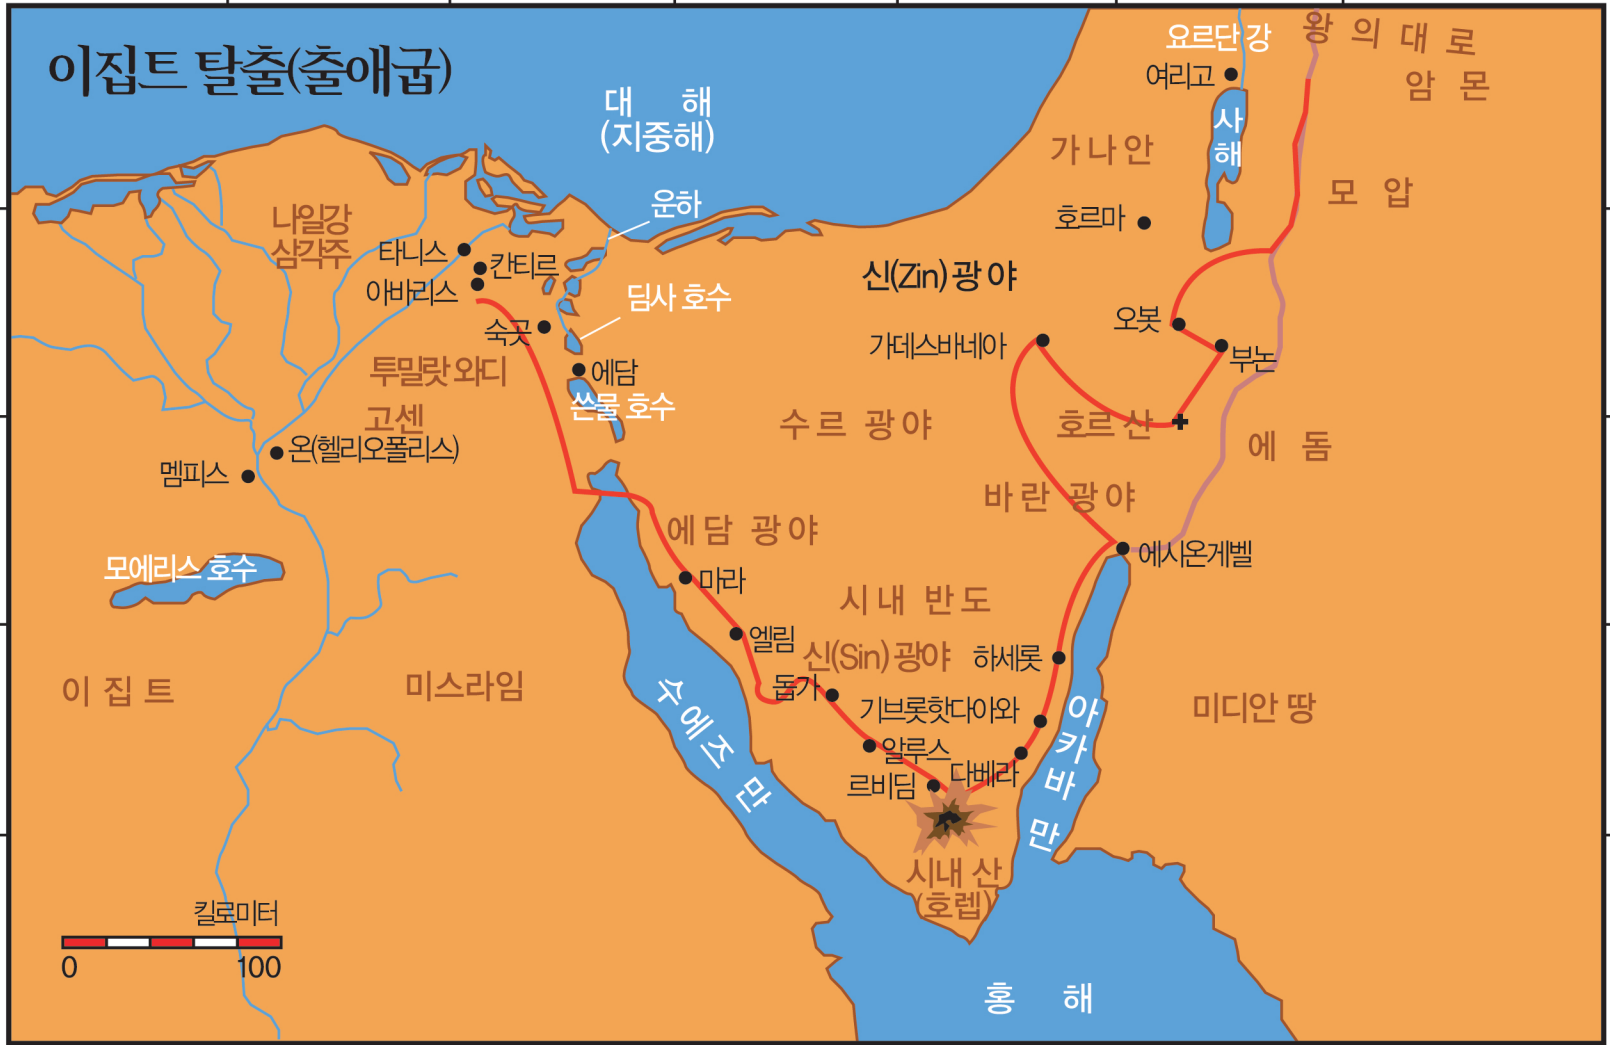 이집트 탈출(출애굽)
대 해
(지중해)
요르단 강
왕 의 대 로
여리고
암 몬
사
해
가 나 안
모 압
운하
호르마
나일강
삼각주
타니스
칸티르
아바리스
신(Zin) 광 야
딤사 호수
숙곳
오봇
가데스바네아
부논
투밀랏 와디
에담
쓴물 호수
고센
수 르 광 야
호 르 산
에 돔
온(헬리오폴리스)
멤피스
바 란 광 야
에 담 광 야
에시온게벨
모에리스 호수
마라
시 내 반 도
엘림
신(Sin) 광야
하세롯
이 집 트
미스라임
돕가
수 에 즈 만
기브롯핫다아와
아 카 바 만
미디안 땅
알루스
다베라
르비딤
시내 산
(호렙)
킬로미터
0 100
홍 해